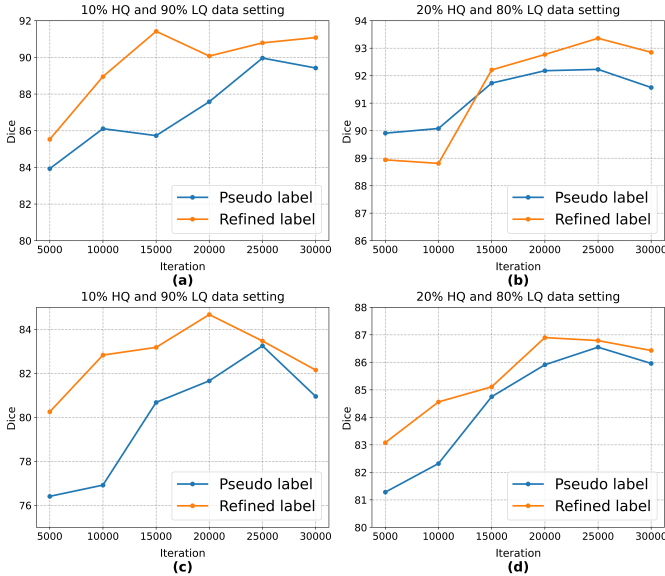 10% HQ and 90% LQ data setting
92
90
88
86
84
82
80
Dice
5000 10000 15000 20000 25000 30000
Iteration
Pseudo label
Refined label
(a)
20% HQ and 80% LQ data setting
94
93
92
91
90
89
88
87
86
Dice
5000 10000 15000 20000 25000 30000
Iteration
Pseudo label
Refined label
(b)
10% HQ and 90% LQ data setting
84
82
80
78
76
Dice
5000 10000 15000 20000 25000 30000
Iteration
Pseudo label
Refined label
(c)
20% HQ and 80% LQ data setting
88
87
86
85
84
83
82
81
80
Dice
5000 10000 15000 20000 25000 30000
Iteration
Pseudo label
Refined label
(d)